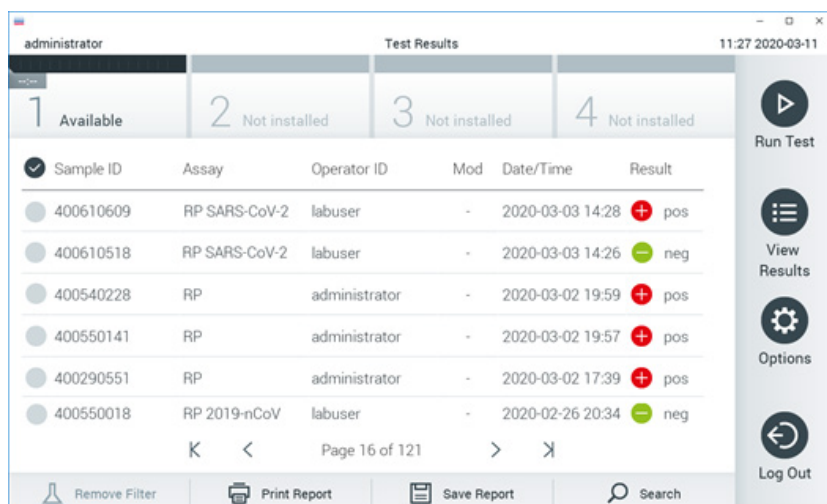 administrator Test Results 11:27 2020-03-11
--:--
1 Available 2 Not installed 3 Not installed 4 Not installed
Run Test
Sample ID Assay Operator ID Mod Date/Time Result
400610609 RP SARS-CoV-2 labuser - 2020-03-03 14:28 pos
400610518 RP SARS-CoV-2 labuser - 2020-03-03 14:26 neg
View
Results
400540228 RP administrator - 2020-03-02 19:59 pos
400550141 RP administrator - 2020-03-02 19:57 pos
Options
400290551 RP administrator - 2020-03-02 17:39 pos
400550018 RP 2019-nCoV labuser - 2020-02-26 20:34 neg
Page 16 of 121
Log Out
Remove Filter Print Report Save Report Search